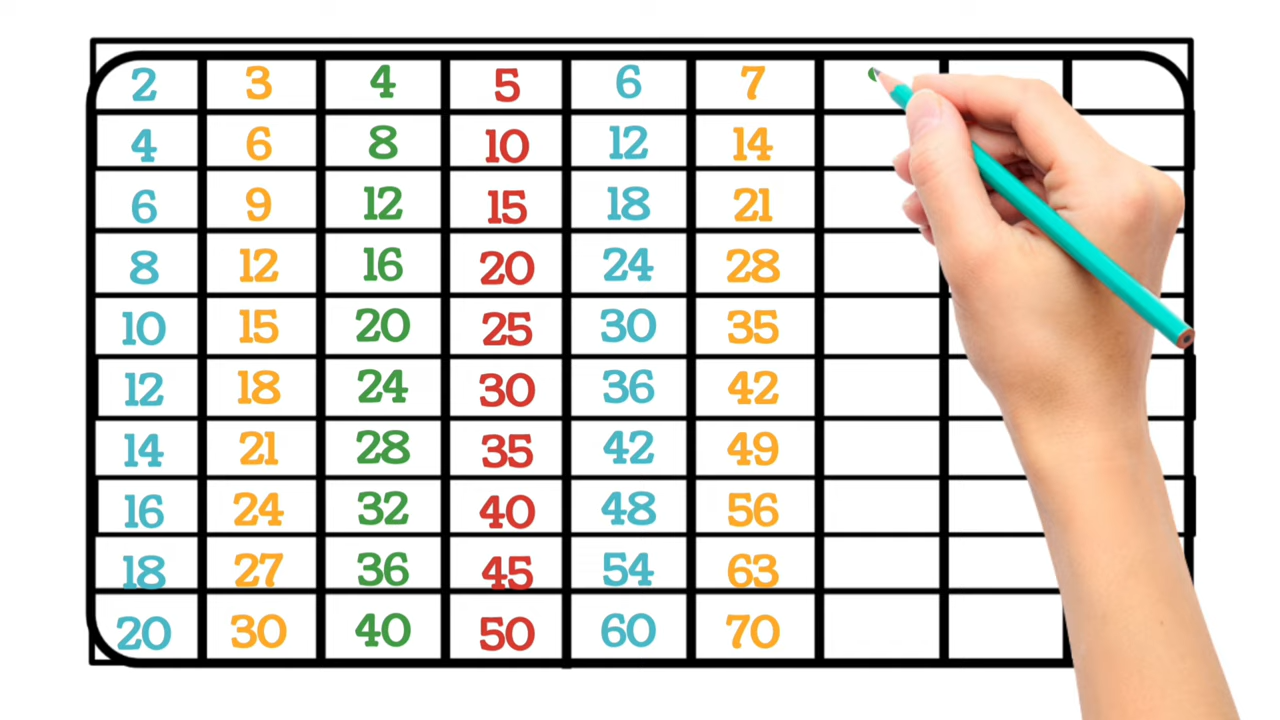 2 3 4 5 6 7
4 6 8 10 12 14
6 9 12 15 18 21
8 12 16 20 24 28
10 15 20 25 30 35
12 18 24 30 36 42
14 21 28 35 42 49
16 24 32 40 48 56
18 27 36 45 54 63
20 30 40 50 60 70